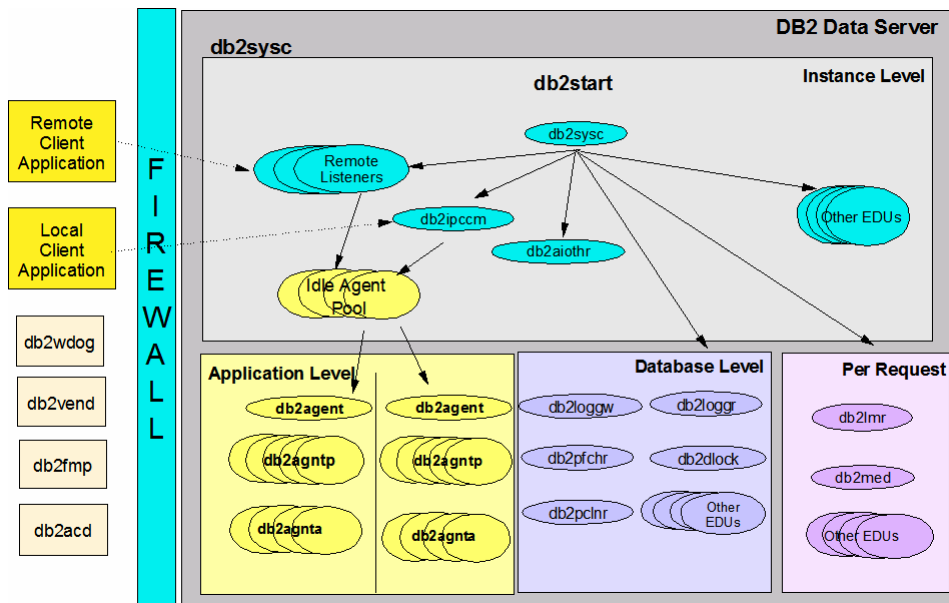 DB2 Data Server
db2sysc
Instance Level
db2start
Remote
Client
Application
Local
Client
Application
db2wdog
db2vend
db2fmp
db2acd
F
I
R
E
W
A
L
L
db2sysc
Remote
Listeners
db2ipccm
db2aiothr
Other EDUs
Idle Agent
Pool
Application Level
db2agent
db2agntp
db2agnta
db2agent
db2agntp
db2agnta
Database Level
db2loggw
db2loggr
db2pfchr
db2dlock
db2pclnr
Other
EDUs
Per Request
db2lmr
db2med
Other EDUs